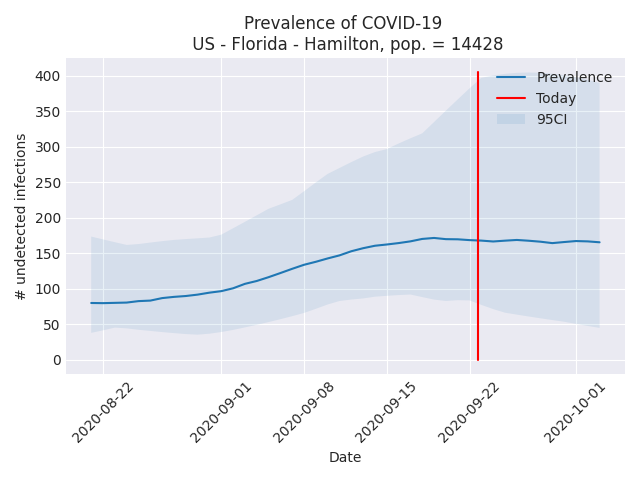 Prevalence of COVID-19
US - Florida - Hamilton, pop. = 14428
400
350
300
250
200
150
100
50
0
# undetected infections
Prevalence
Today
95CI
2020-08-22
2020-09-01
2020-09-08
2020-09-15
2020-09-22
2020-10-01
Date